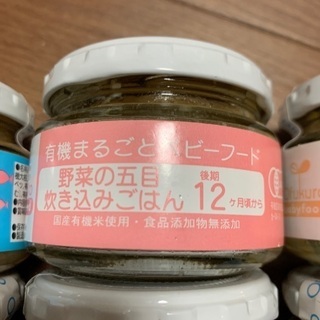 有機まるごとベビーフード
野菜の五目
炊き込みごはん
後期
12ヶ月頃から
国産有機米使用・食品添加物無添加